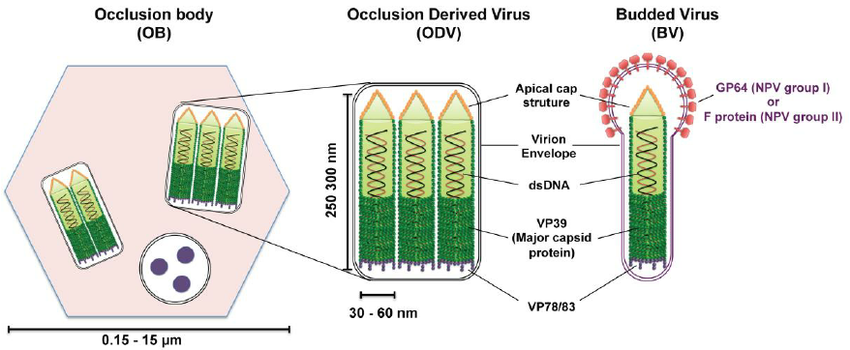 Occlusion body
(OB)
Occlusion Derived Virus
(ODV)
Budded Virus
(BV)
Apical cap
struture
GP64 (NPV group I)
or
F protein (NPV group II)
Virion
Envelope
dsDNA
VP39
(Major capsid
protein)
VP78/83
250 300 nm
30 - 60 nm
0.15 - 15 µm